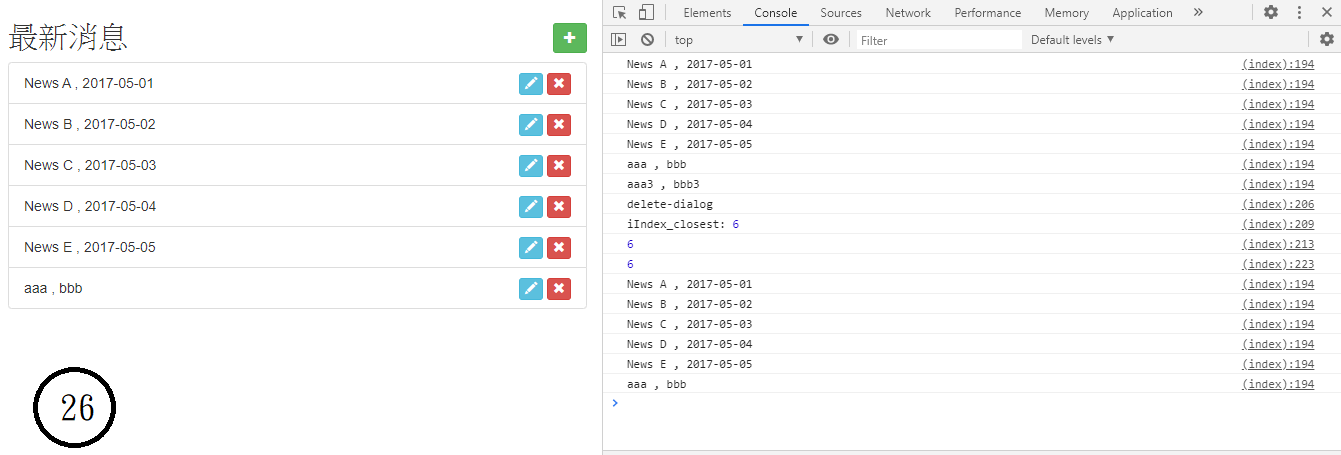 最新消息
News A , 2017-05-01
News B , 2017-05-02
News C , 2017-05-03
News D , 2017-05-04
News E , 2017-05-05
aaa , bbb
26
Elements Console Sources Network Performance Memory Application
top Filter Default levels
News A , 2017-05-01 (index):194
News B , 2017-05-02 (index):194
News C , 2017-05-03 (index):194
News D , 2017-05-04 (index):194
News E , 2017-05-05 (index):194
aaa , bbb (index):194
aaa3 , bbb3 (index):194
delete-dialog (index):206
iIndex_closest: 6 (index):209
6 (index):213
6 (index):223
News A , 2017-05-01 (index):194
News B , 2017-05-02 (index):194
News C , 2017-05-03 (index):194
News D , 2017-05-04 (index):194
News E , 2017-05-05 (index):194
aaa , bbb (index):194